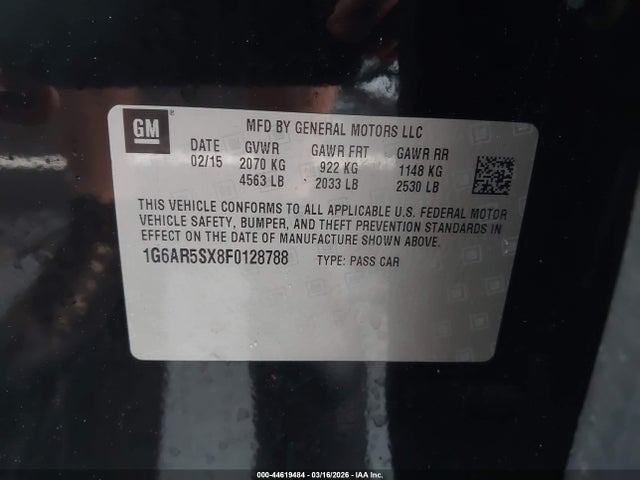 GM
MFD BY GENERAL MOTORS LLC
DATE GVWR GAWR FRT GAWR RR
02/15 2070 KG 922 KG 1148 KG
4563 LB 2033 LB 2530 LB
THIS VEHICLE CONFORMS TO ALL APPLICABLE U.S. FEDERAL MOTOR
VEHICLE SAFETY, BUMPER, AND THEFT PREVENTION STANDARDS IN
EFFECT ON THE DATE OF MANUFACTURE SHOWN ABOVE.
1G6AR5SX8F0128788 TYPE: PASS CAR
000-44619484 - 03/16/2026 - IAA Inc.